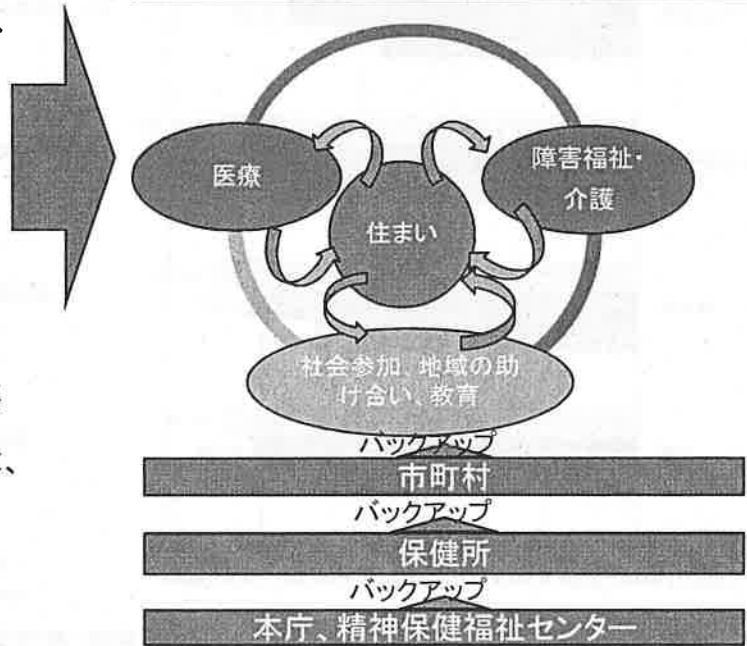 医療
障害福祉・
介護
住まい
社会参加、地域の助
け合い、教育
バックアップ
市町村
バックアップ
保健所
バックアップ
本庁、精神保健福祉センター